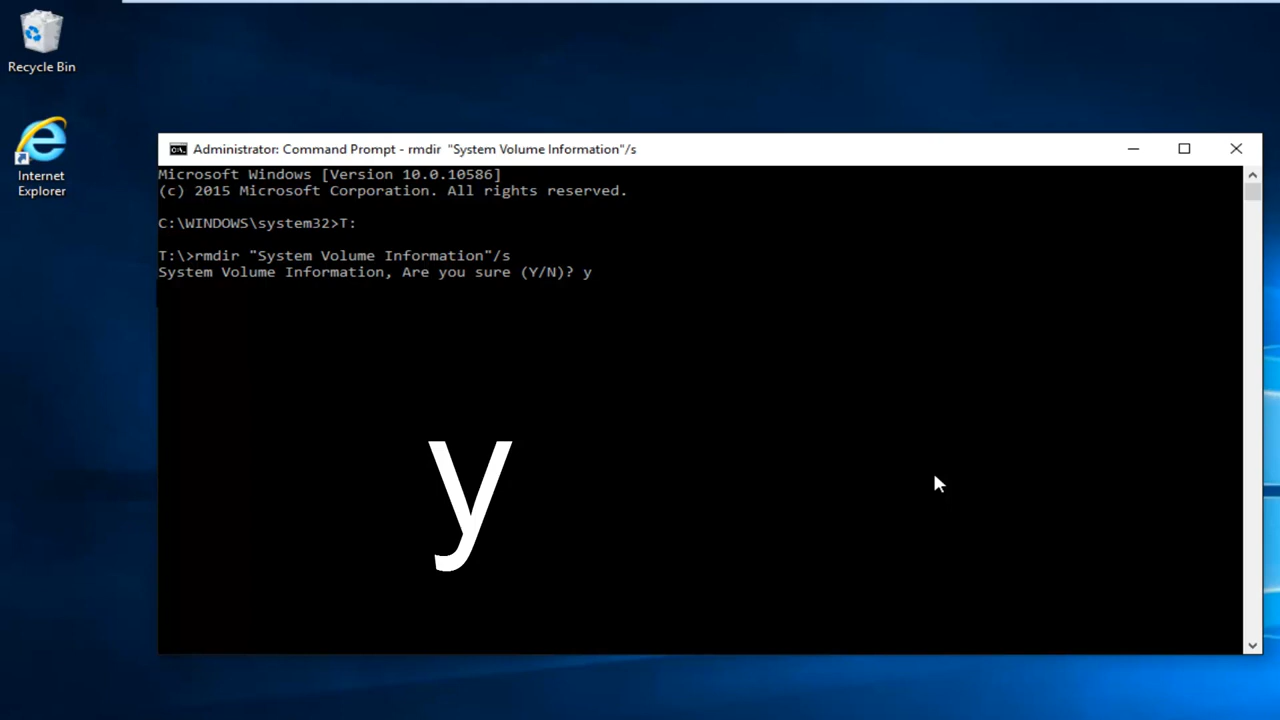 Recycle Bin
Internet
Explorer
Administrator: Command Prompt - rmdir  "System Volume Information"/s
Microsoft Windows [Version 10.0.10586]
(c) 2015 Microsoft Corporation. All rights reserved.
C:\WINDOWS\system32>T:
T:\>rmdir "System Volume Information"/s
System Volume Information, Are you sure (Y/N)? y
y